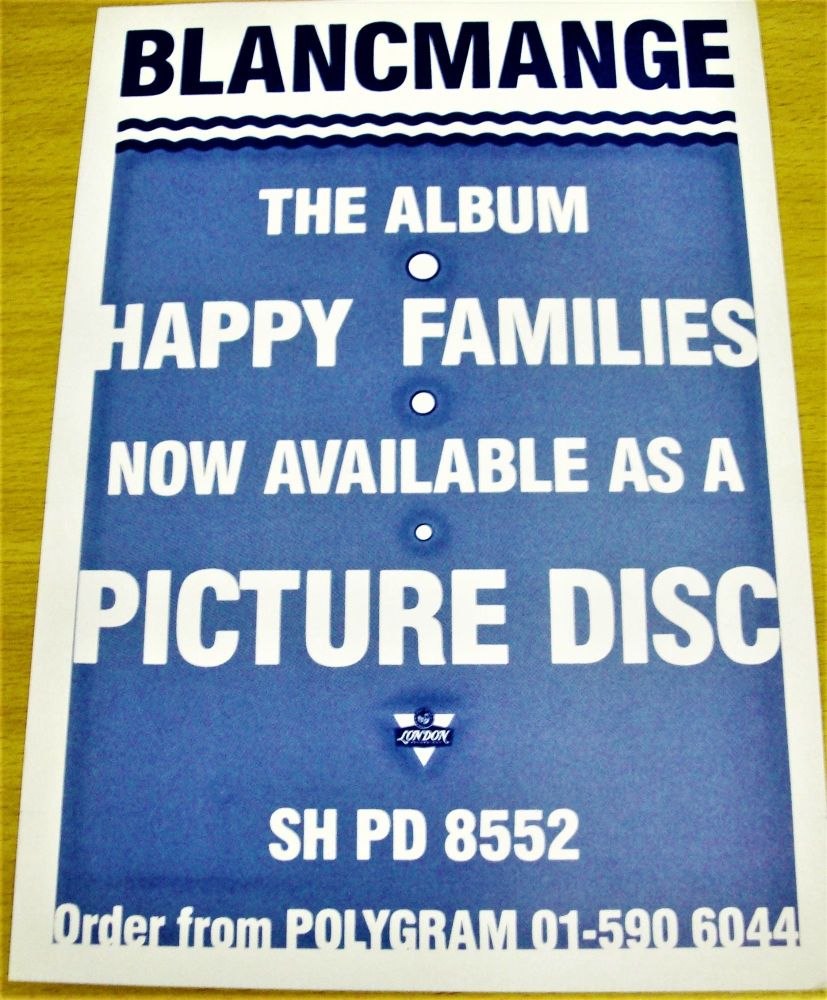 BLANCMANGE
THE ALBUM
HAPPY FAMILIES
NOW AVAILABLE AS A
PICTURE DISC
LONDON
SH PD 8552
Order from POLYGRAM 01-590 6044